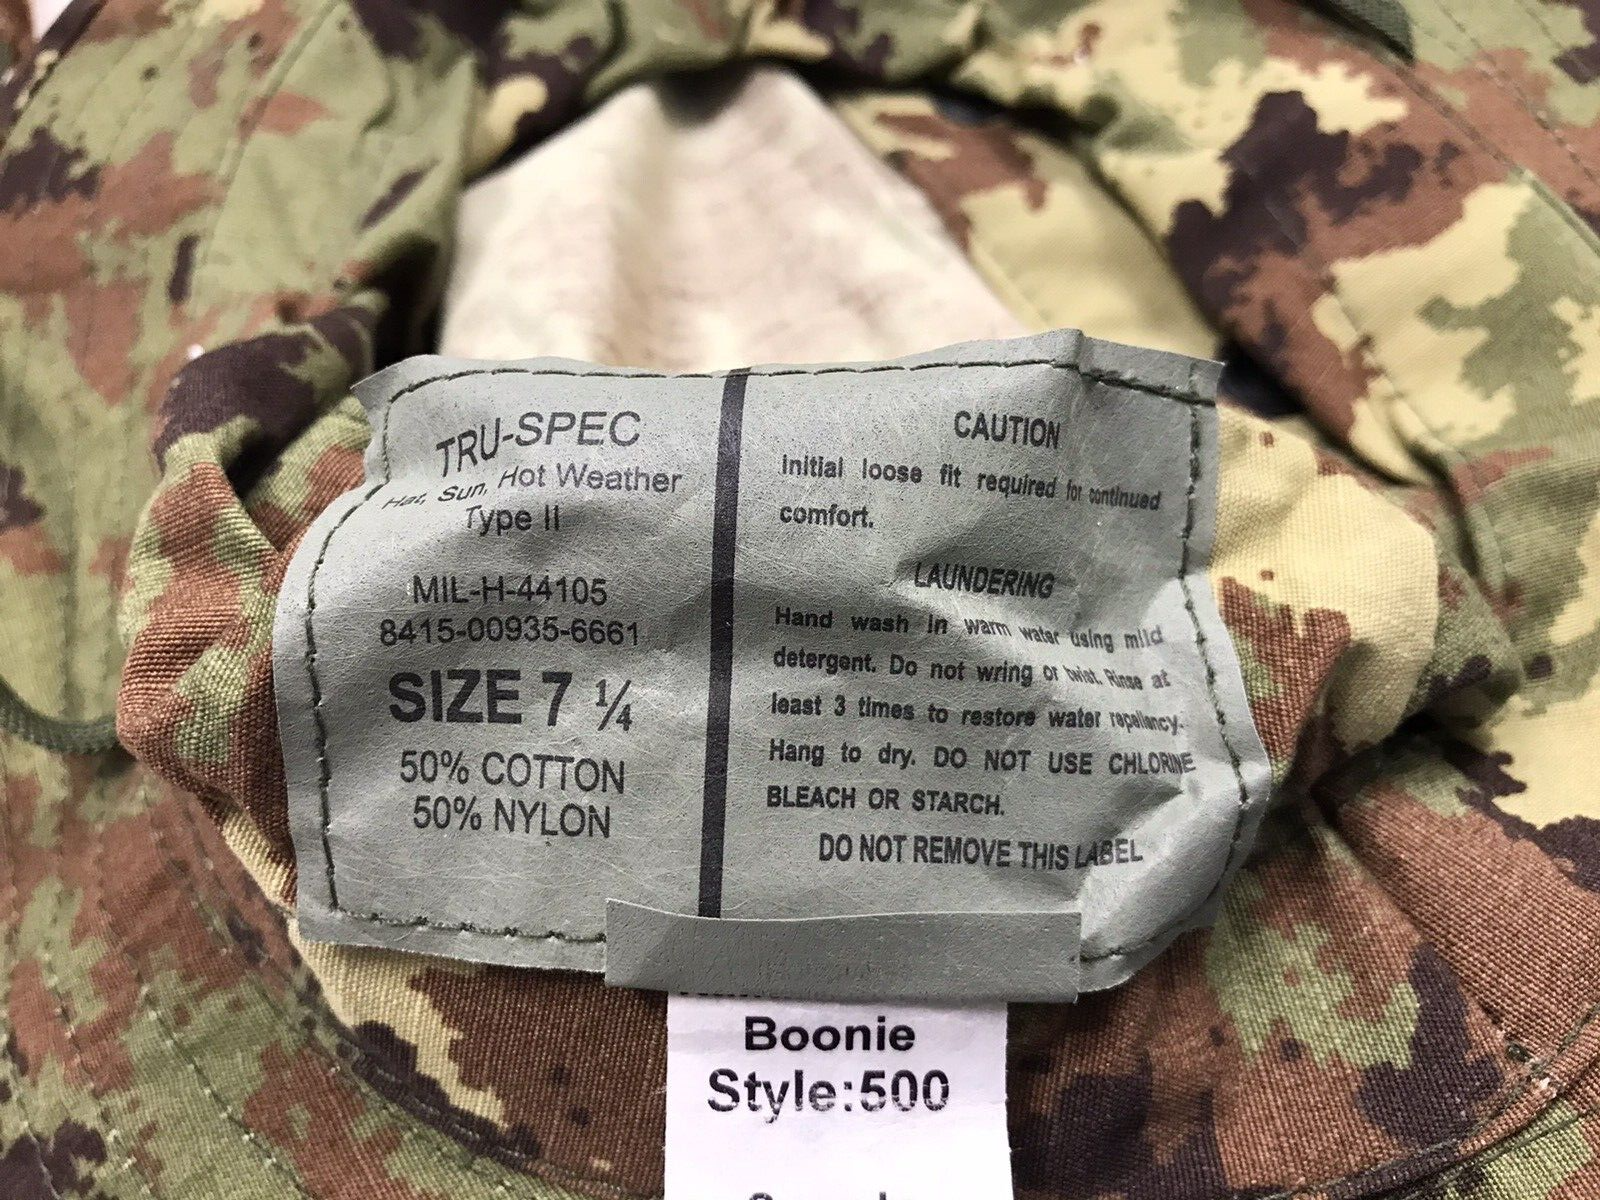 TRU-SPEC
Hat, Sun, Hot Weather
Type II
MIL-H-44105
8415-00935-6661
SIZE 7 ¼
50% COTTON
50% NYLON
CAUTION
Initial loose fit required for continued
comfort.
LAUNDERING
Hand wash in warm water using mild
detergent. Do not wring or twist. Rinse at
least 3 times to restore water repellency.
Hang to dry. DO NOT USE CHLORINE
BLEACH OR STARCH.
DO NOT REMOVE THIS LABEL
Boonie
Style:500